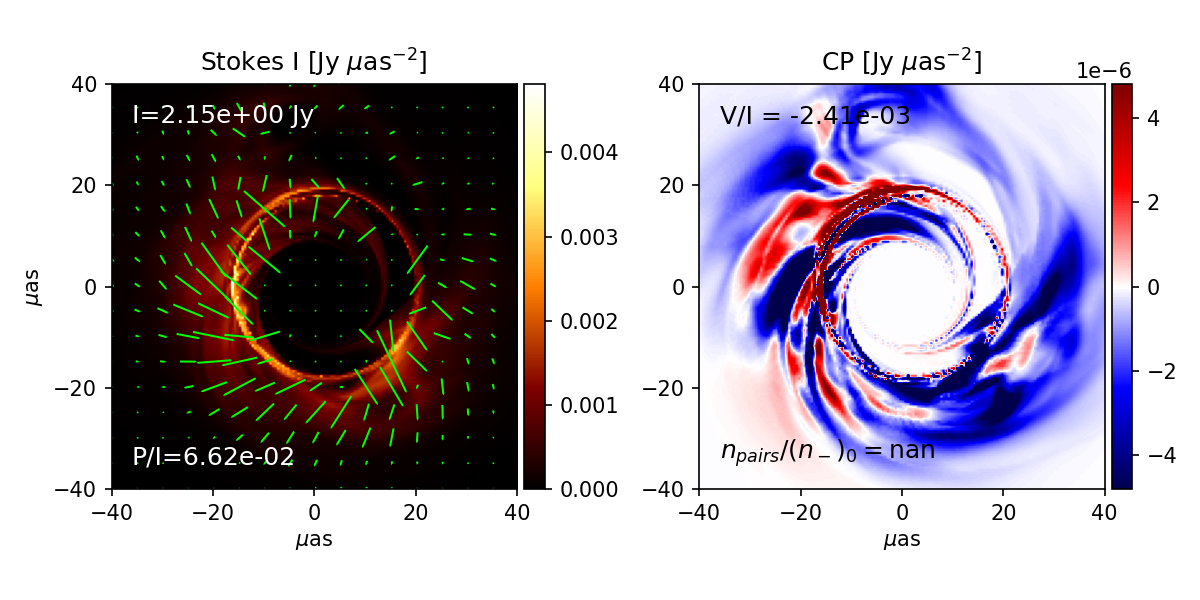 Stokes I [Jy μas⁻²]
I=2.15e+00 Jy
P/I=6.62e-02
40
20
0
−20
−40
μas
−40 −20 0 20 40
μas
0.004
0.003
0.002
0.001
0.000
CP [Jy μas⁻²]
1e−6
V/I = -2.41e-03
n_pairs/(n_−)_0 = nan
40
20
0
−20
−40
−40 −20 0 20 40
μas
4
2
0
−2
−4